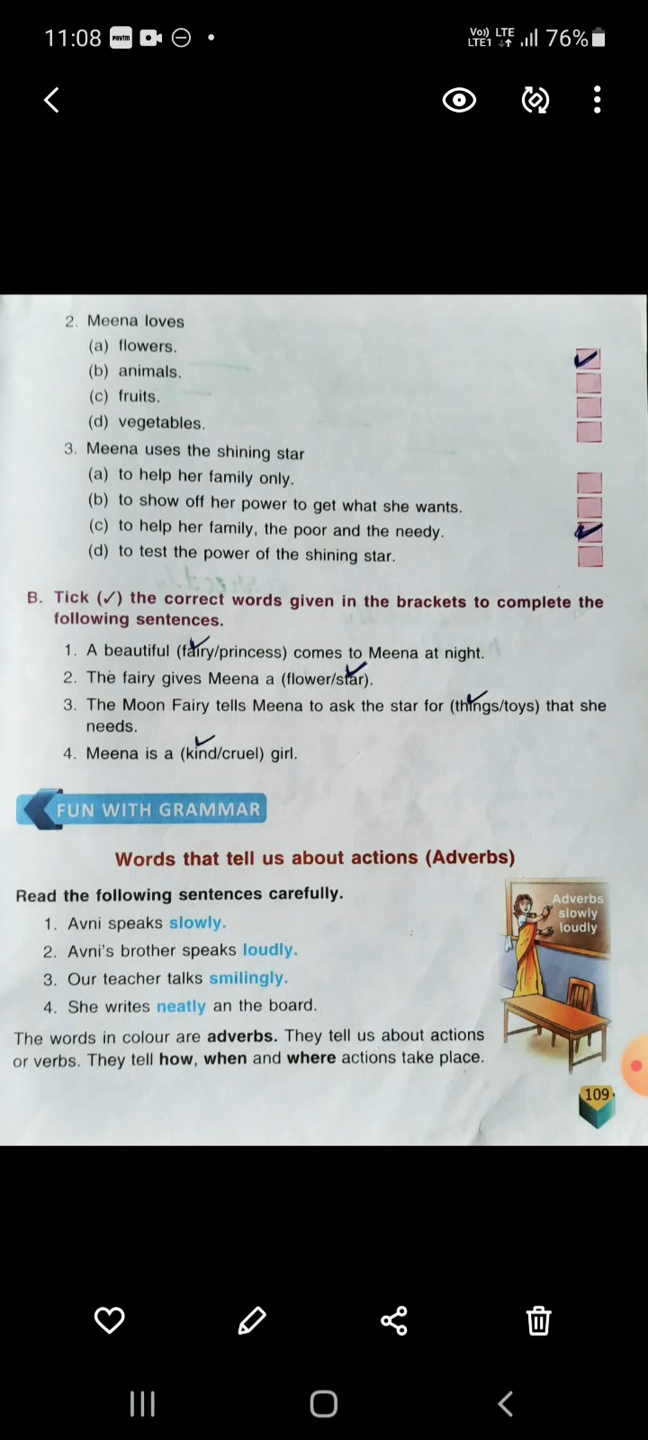 11:08 paytm
Vo)) LTE
LTE1 76%
2. Meena loves
(a) flowers. ✓
(b) animals.
(c) fruits.
(d) vegetables.
3. Meena uses the shining star
(a) to help her family only.
(b) to show off her power to get what she wants.
(c) to help her family, the poor and the needy. ✓
(d) to test the power of the shining star.
B. Tick (✓) the correct words given in the brackets to complete the
following sentences.
1. A beautiful (fairy/princess) comes to Meena at night.
2. The fairy gives Meena a (flower/star).
3. The Moon Fairy tells Meena to ask the star for (things/toys) that she
needs.
4. Meena is a (kind/cruel) girl.
FUN WITH GRAMMAR
Words that tell us about actions (Adverbs)
Read the following sentences carefully.
1. Avni speaks slowly.
2. Avni's brother speaks loudly.
3. Our teacher talks smilingly.
4. She writes neatly an the board.
Adverbs
slowly
loudly
The words in colour are adverbs. They tell us about actions
or verbs. They tell how, when and where actions take place.
109